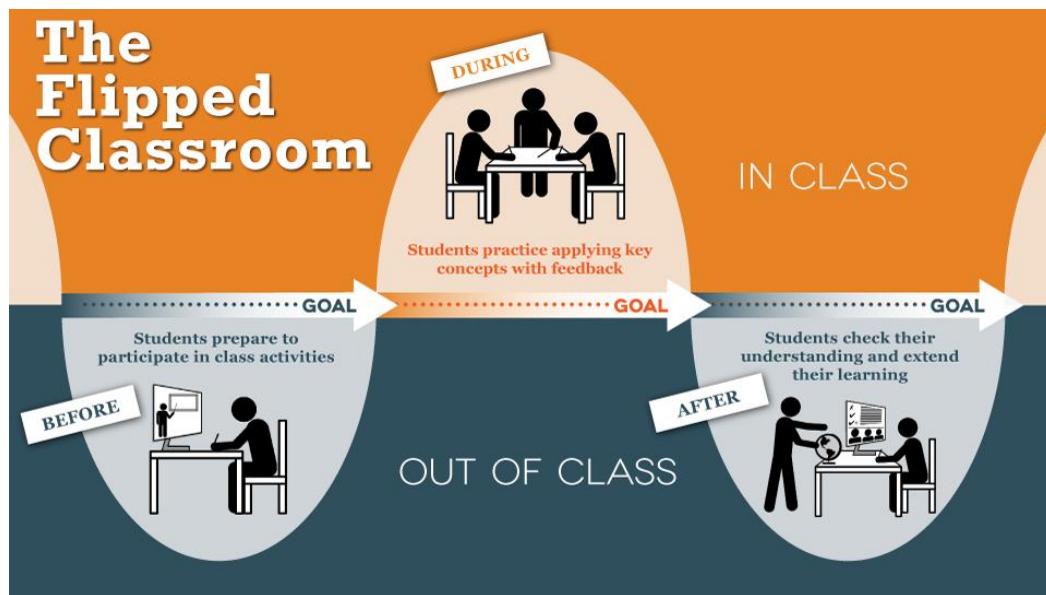 The
Flipped
Classroom
DURING
IN CLASS
Students practice applying key
concepts with feedback
GOAL
GOAL
GOAL
Students prepare to
participate in class activities
BEFORE
OUT OF CLASS
Students check their
understanding and extend
their learning
AFTER